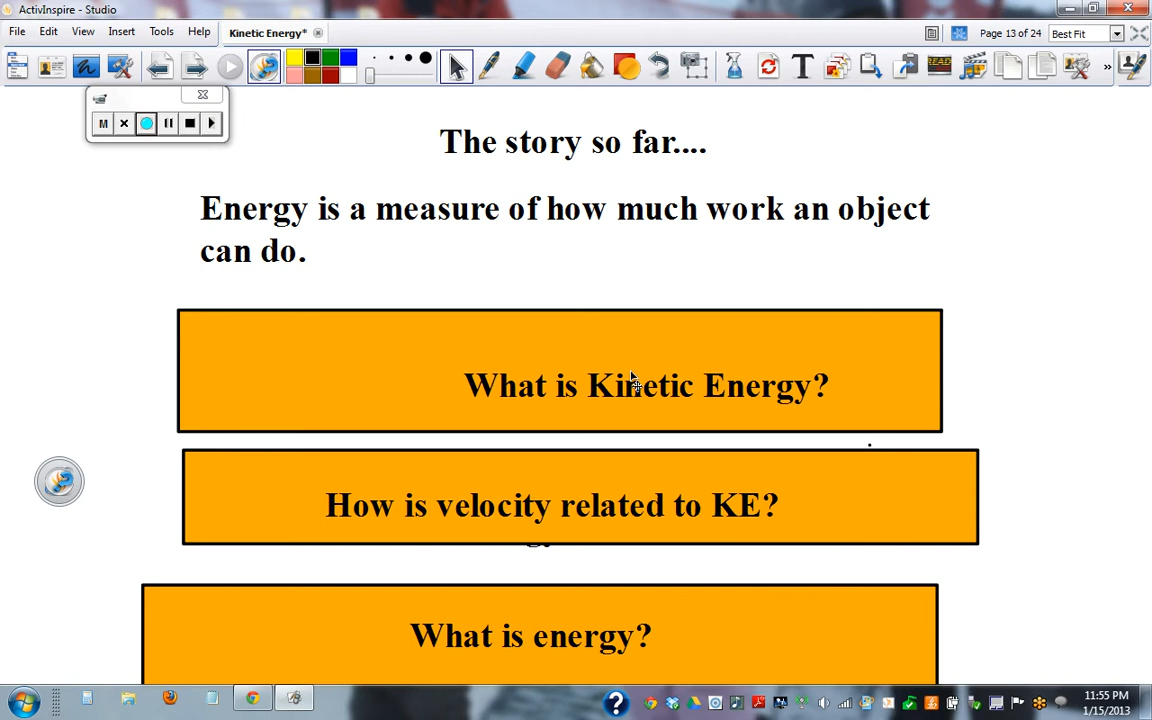 ActivInspire - Studio
File Edit View Insert Tools Help Kinetic Energy* Page 13 of 24 Best Fit
M
The story so far....
Energy is a measure of how much work an object
can do.
What is Kinetic Energy?
How is velocity related to KE?
What is energy?
11:55 PM
1/15/2013